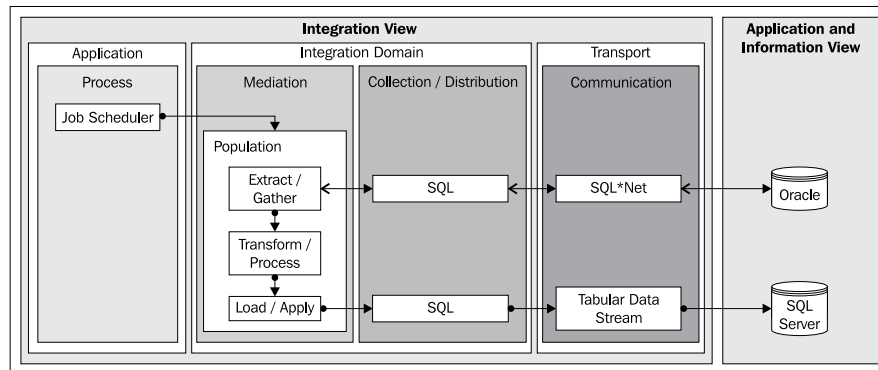 Integration View
Application and
Information View
Application
Integration Domain
Transport
Process
Mediation
Collection / Distribution
Communication
Job Scheduler
Population
Extract /
Gather
SQL
SQL*Net
Oracle
Transform /
Process
Load / Apply
SQL
Tabular Data
Stream
SQL
Server